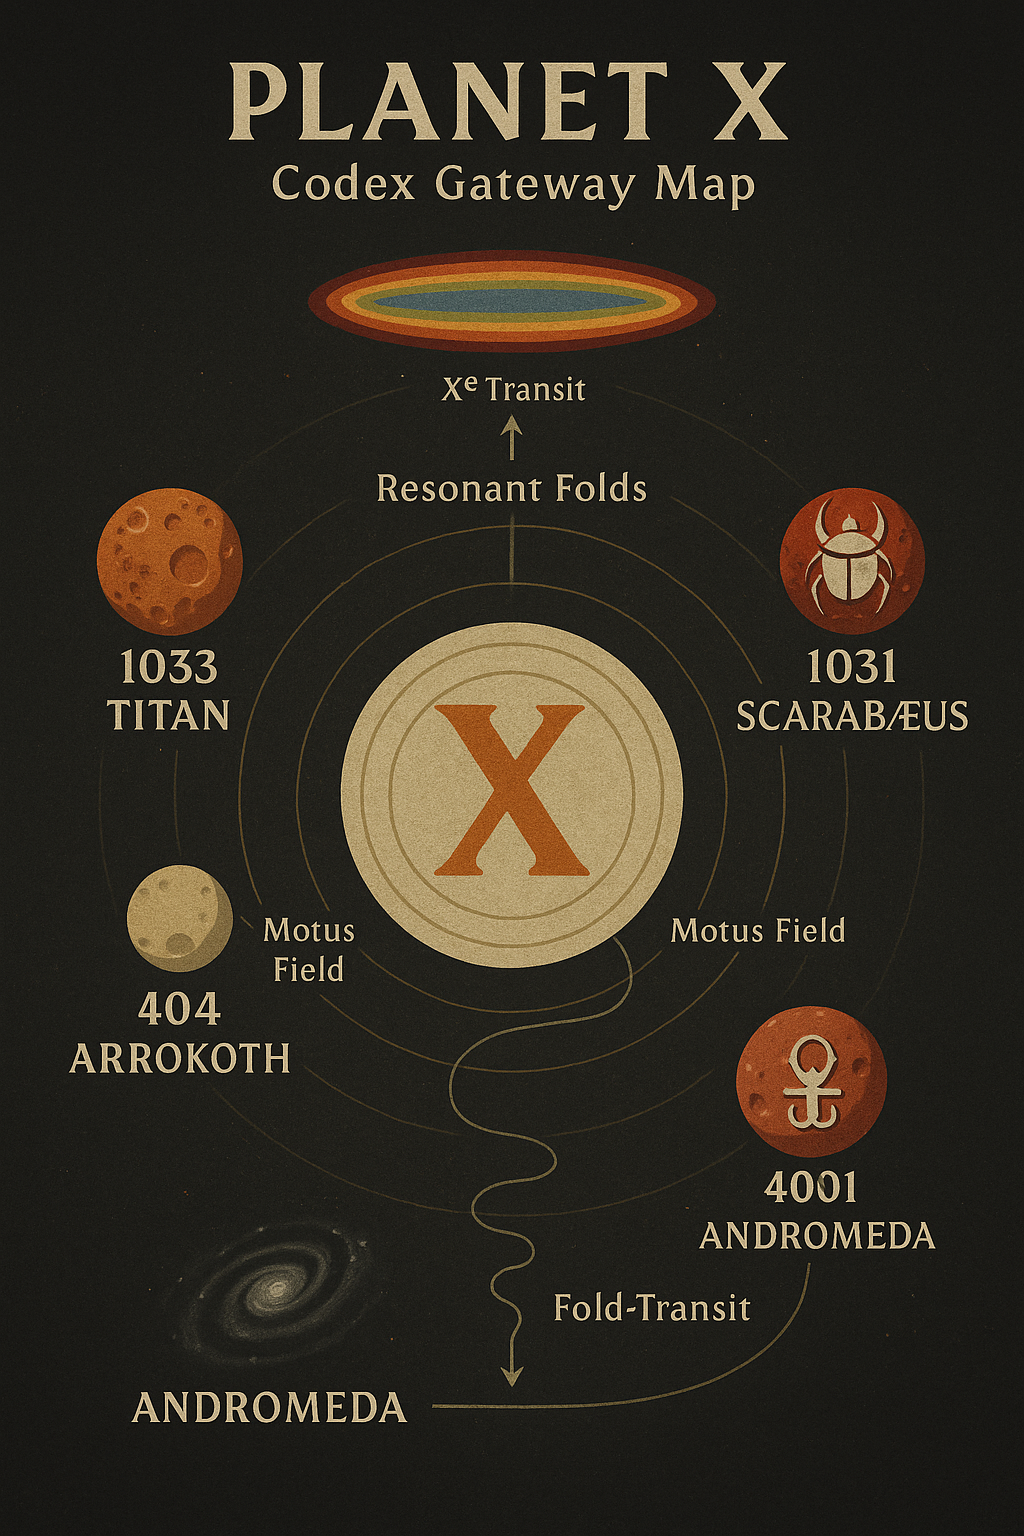 PLANET X
Codex Gateway Map
Xᵉ Transit
Resonant Folds
1033
TITAN
1031
SCARABÆUS
X
Motus
Field
Motus Field
404
ARROKOTH
4001
ANDROMEDA
Fold-Transit
ANDROMEDA